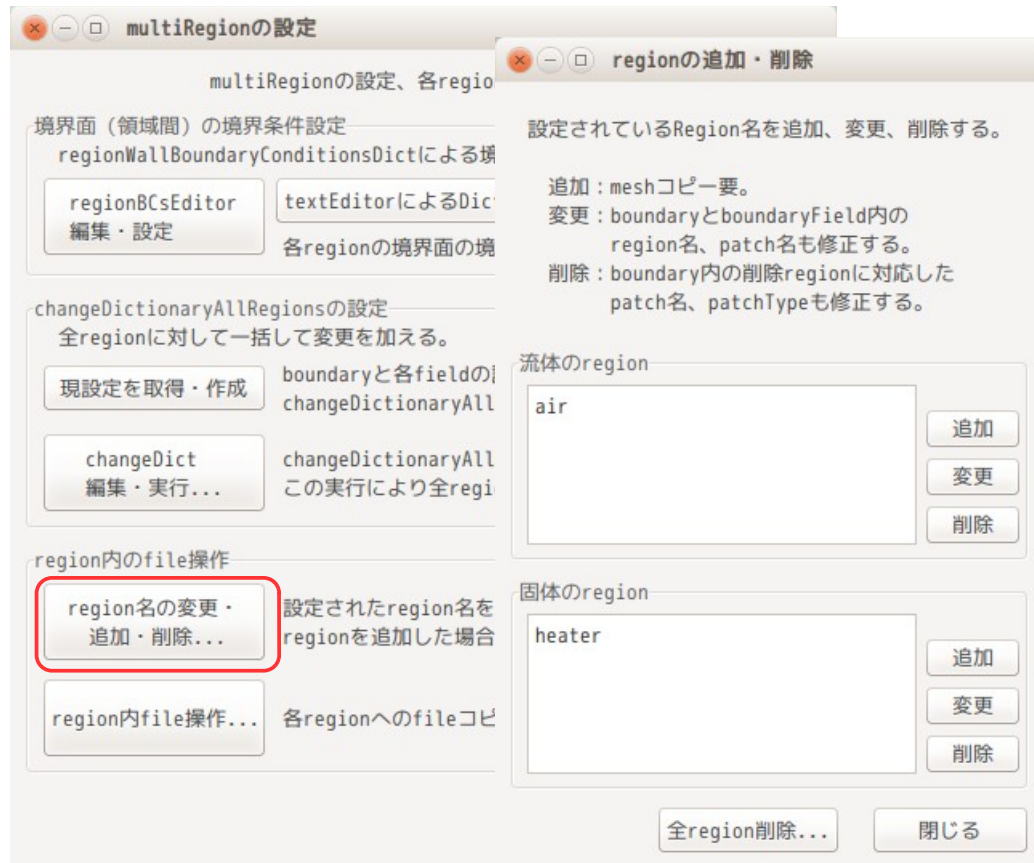 multiRegionの設定
multiRegionの設定、各regio
境界面（領域間）の境界条件設定
regionWallBoundaryConditionsDictによる境
regionBCsEditor
編集・設定
textEditorによるDic
各regionの境界面の境
changeDictionaryAllRegionsの設定
全regionに対して一括して変更を加える。
現設定を取得・作成
boundaryと各fieldの
changeDictionaryAll
changeDict
編集・実行...
changeDictionaryAll
この実行により全regi
region内のfile操作
region名の変更・
追加・削除...
設定されたregion名を
regionを追加した場合
region内file操作...
各regionへのfileコピ
regionの追加・削除
設定されているRegion名を追加、変更、削除する。
追加：meshコピー要。
変更：boundaryとboundaryField内の
region名、patch名も修正する。
削除：boundary内の削除regionに対応した
patch名、patchTypeも修正する。
流体のregion
air
追加
変更
削除
固体のregion
heater
追加
変更
削除
全region削除...
閉じる